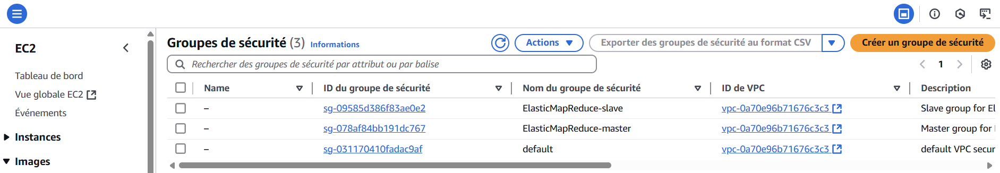 EC2
Tableau de bord
Vue globale EC2
Événements
Instances
Images
Groupes de sécurité (3) Informations
Actions
Exporter des groupes de sécurité au format CSV
Créer un groupe de sécurité
Rechercher des groupes de sécurité par attribut ou par balise
1
Name ID du groupe de sécurité Nom du groupe de sécurité ID de VPC Description
– sg-09585d386f83ae0e2 ElasticMapReduce-slave vpc-0a70e96b71676c3c3 Slave group for El
– sg-078af84bb191dc767 ElasticMapReduce-master vpc-0a70e96b71676c3c3 Master group for
– sg-031170410fadac9af default vpc-0a70e96b71676c3c3 default VPC secur